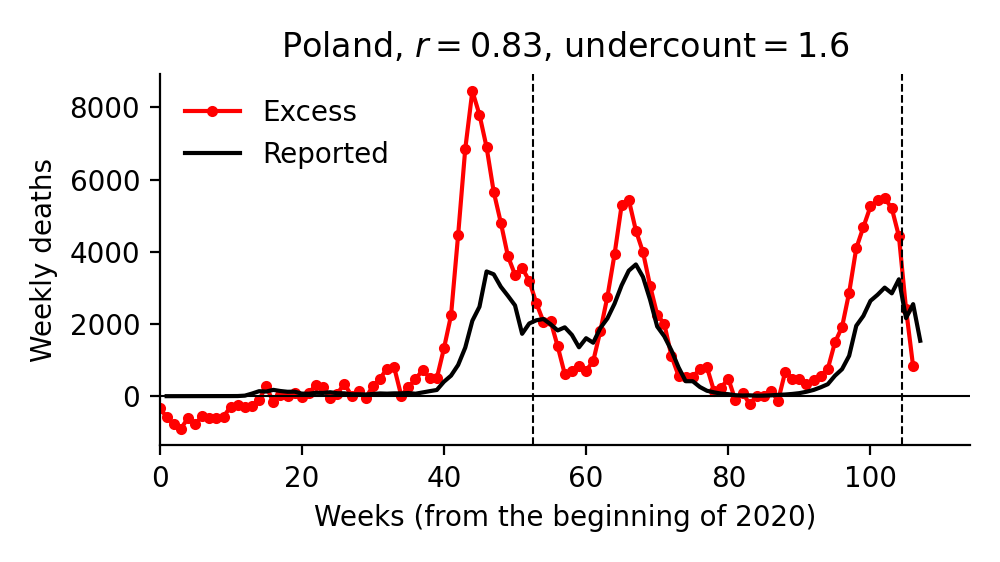 Poland, r = 0.83, undercount = 1.6
Excess
Reported
Weekly deaths
8000
6000
4000
2000
0
0 20 40 60 80 100
Weeks (from the beginning of 2020)